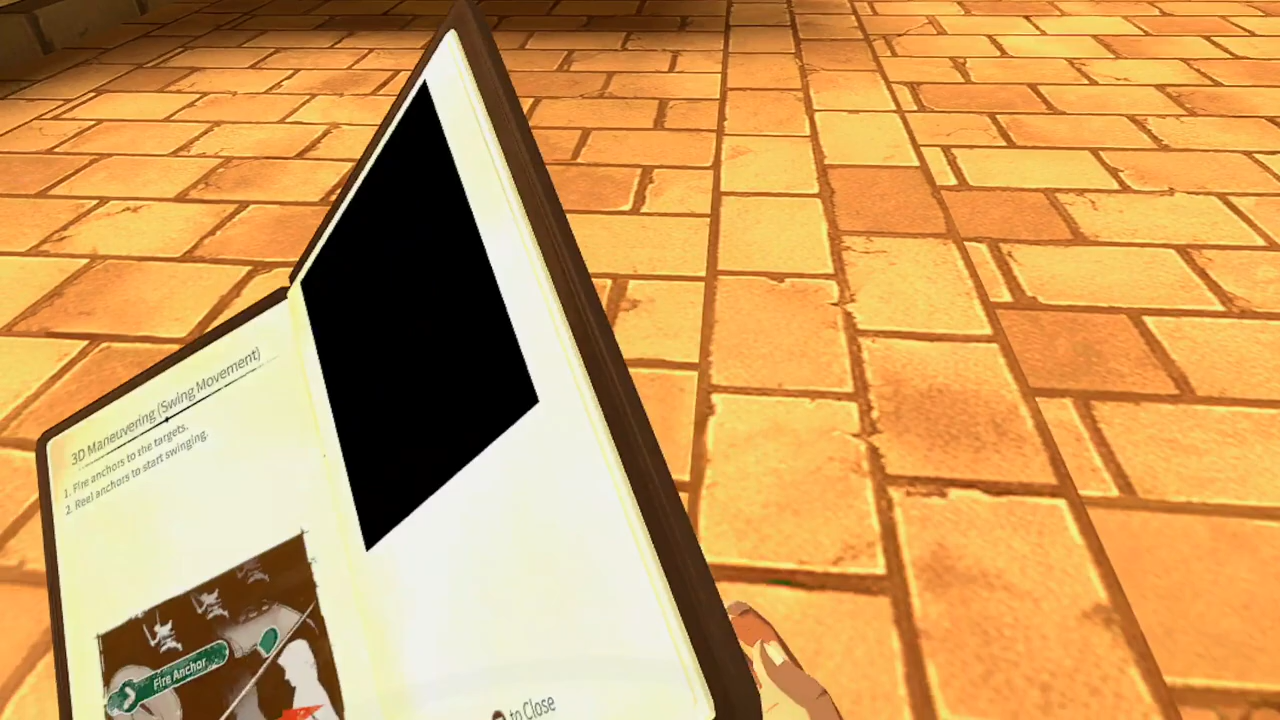 3D Maneuvering (Swing Movement)
1. Fire anchors to the targets.
2. Reel anchors to start swinging.
Fire Anchor
to Close